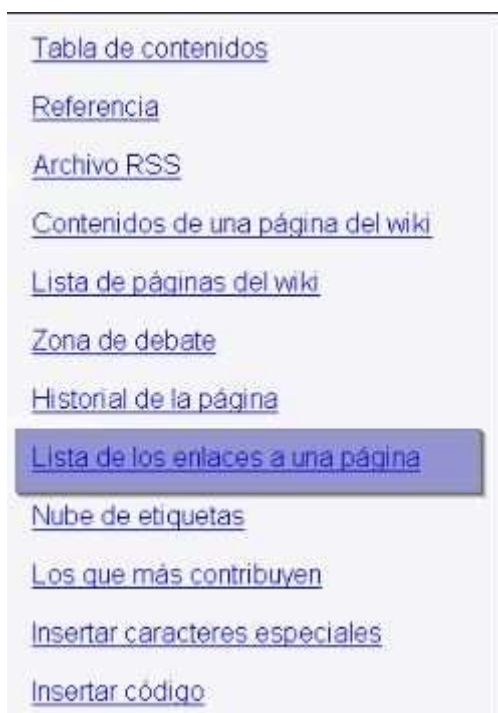 Tabla de contenidos
Referencia
Archivo RSS
Contenidos de una página del wiki
Lista de páginas del wiki
Zona de debate
Historial de la página
Lista de los enlaces a una página
Nube de etiquetas
Los que más contribuyen
Insertar caracteres especiales
Insertar código